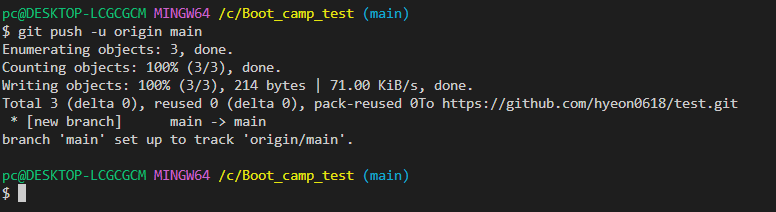 pc@DESKTOP-LCGCGCM MINGW64 /c/Boot_camp_test (main)
$ git push -u origin main
Enumerating objects: 3, done.
Counting objects: 100% (3/3), done.
Writing objects: 100% (3/3), 214 bytes | 71.00 KiB/s, done.
Total 3 (delta 0), reused 0 (delta 0), pack-reused 0To https://github.com/hyeon0618/test.git
 * [new branch]      main -> main
branch 'main' set up to track 'origin/main'.
pc@DESKTOP-LCGCGCM MINGW64 /c/Boot_camp_test (main)
$